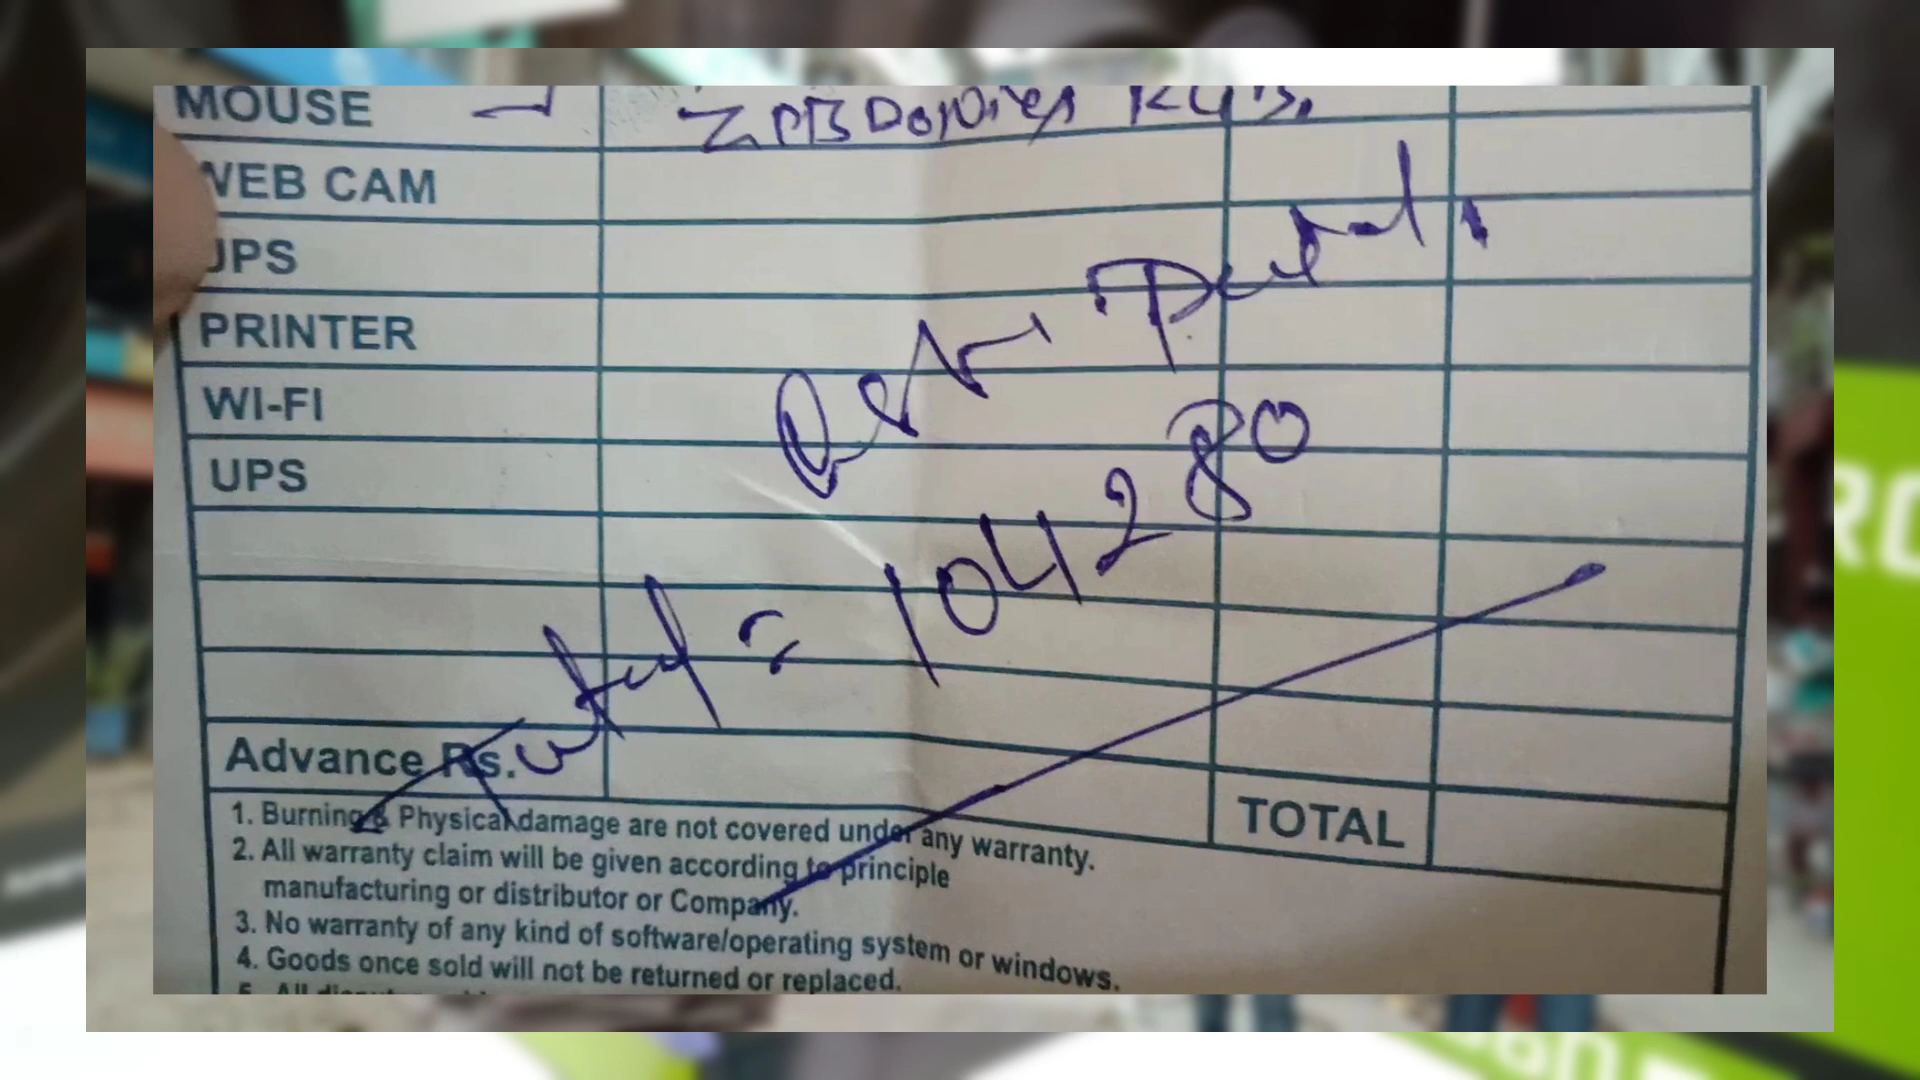 MOUSE
WEB CAM
UPS
PRINTER
WI-FI
UPS
= 104280
Advance Rs.
TOTAL
1. Burning & Physical damage are not covered under any warranty.
2. All warranty claim will be given according to principle
manufacturing or distributor or Company.
3. No warranty of any kind of software/operating system or windows.
4. Goods once sold will not be returned or replaced.
5. All